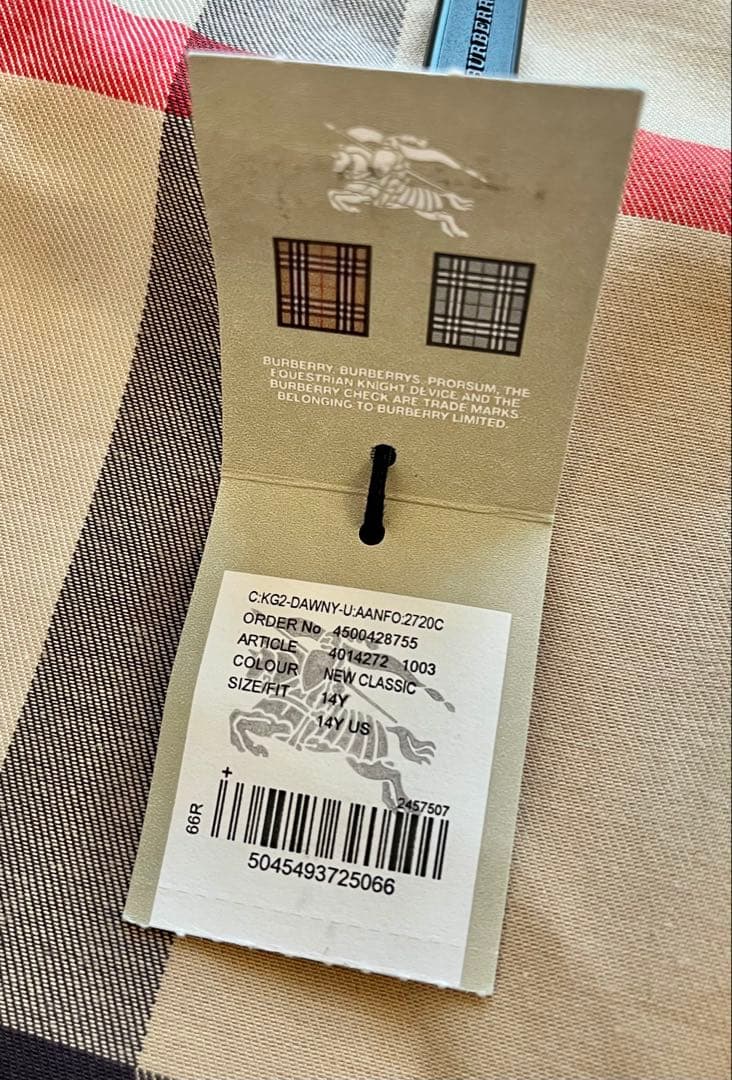 BURBERRY
BURBERRY, BURBERRYS, PRORSUM, THE
EQUESTRIAN KNIGHT DEVICE AND THE
BURBERRY CHECK ARE TRADE MARKS
BELONGING TO BURBERRY LIMITED.
C:KG2-DAWNY-U:AANFO:2720C
ORDER No 4500428755
ARTICLE 4014272 1003
COLOUR NEW CLASSIC
SIZE/FIT 14Y
14Y US
+
2457507
66R
5045493725066